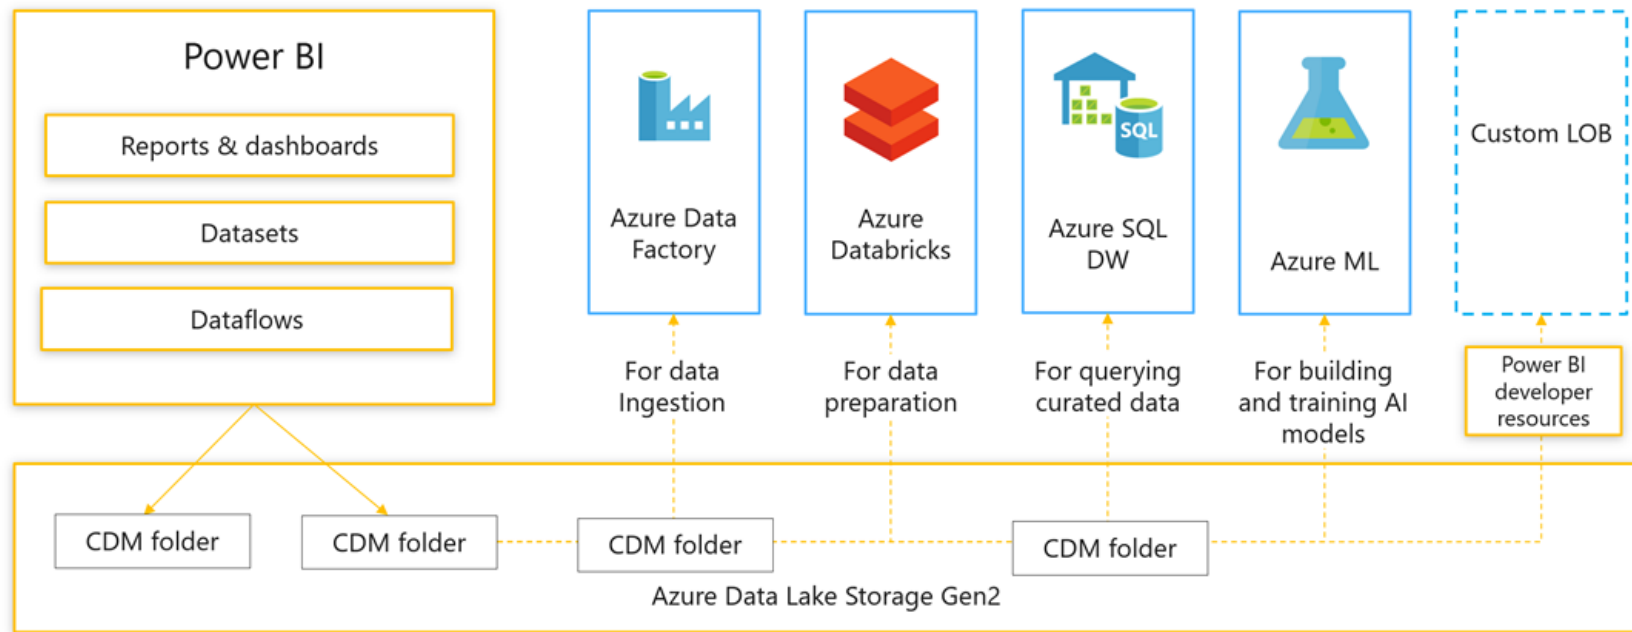 Power BI
Reports & dashboards
Datasets
Dataflows
Azure Data
Factory
Azure
Databricks
SQL
Azure SQL
DW
Azure ML
Custom LOB
For data
Ingestion
For data
preparation
For querying
curated data
For building
and training AI
models
Power BI
developer
resources
CDM folder
CDM folder
CDM folder
CDM folder
Azure Data Lake Storage Gen2